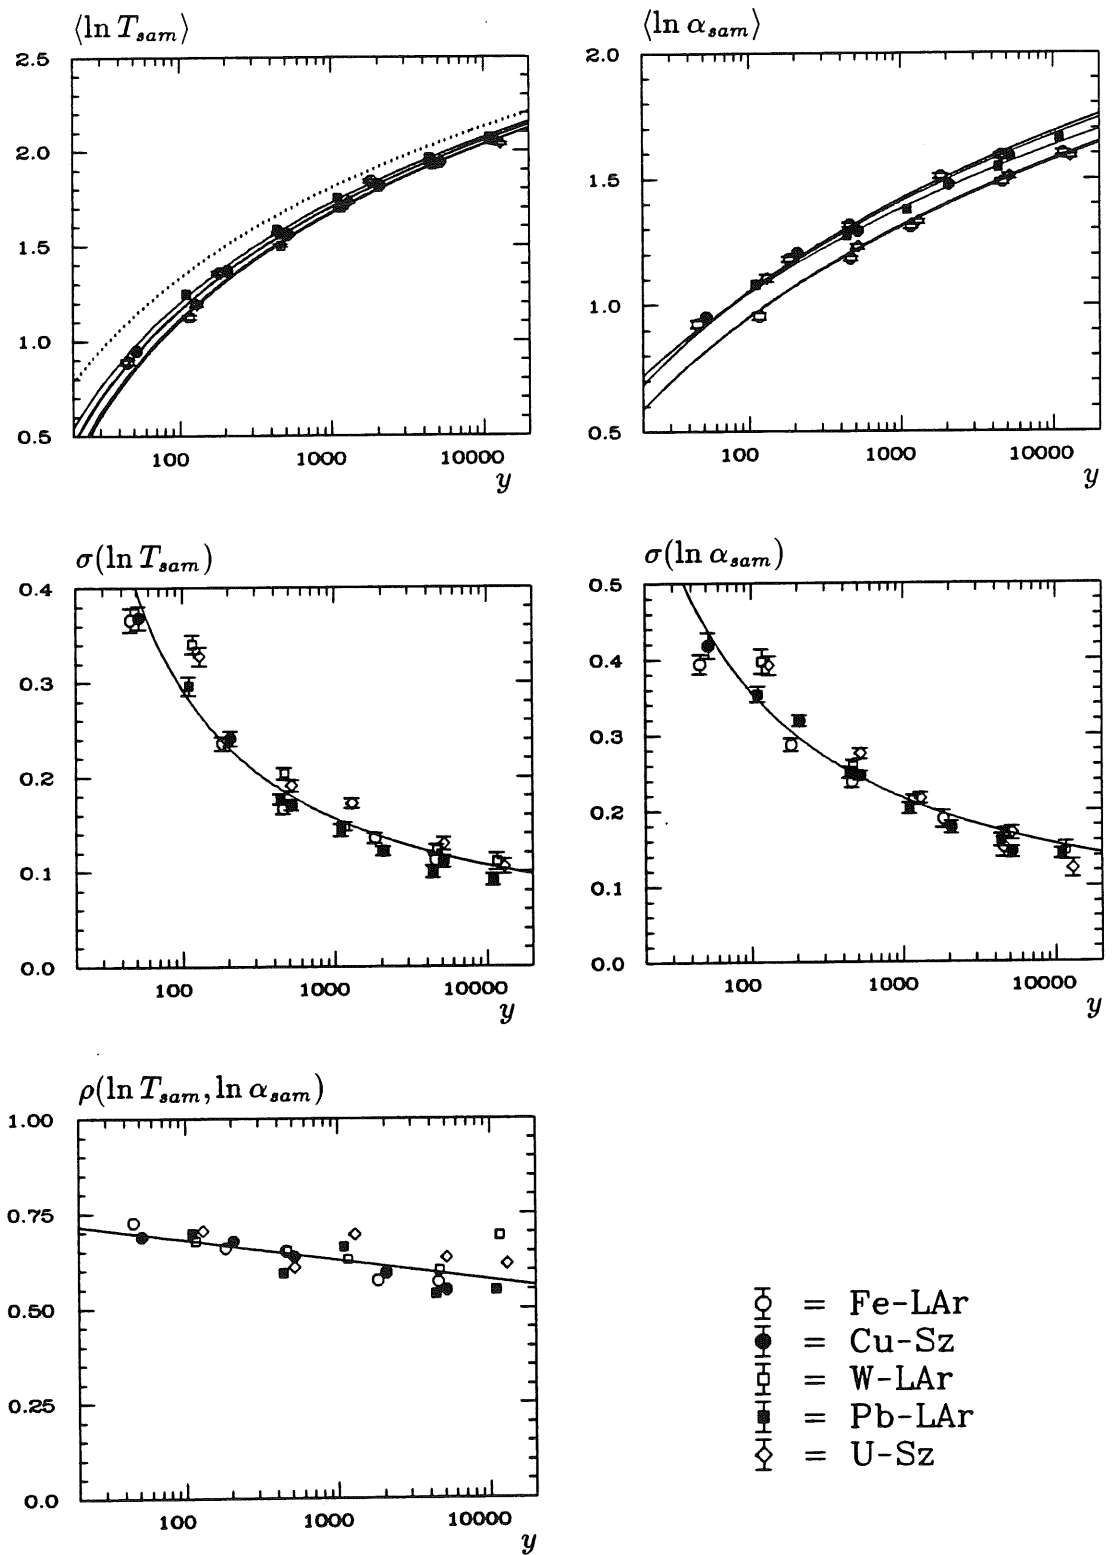 ⟨ln T_sam⟩
2.5
2.0
1.5
1.0
0.5
100 1000 10000
y
⟨ln α_sam⟩
2.0
1.5
1.0
0.5
100 1000 10000
y
σ(ln T_sam)
0.4
0.3
0.2
0.1
0.0
100 1000 10000
y
σ(ln α_sam)
0.5
0.4
0.3
0.2
0.1
0.0
100 1000 10000
y
ρ(ln T_sam, ln α_sam)
1.00
0.75
0.50
0.25
0.0
100 1000 10000
y
= Fe-LAr
= Cu-Sz
= W-LAr
= Pb-LAr
= U-Sz